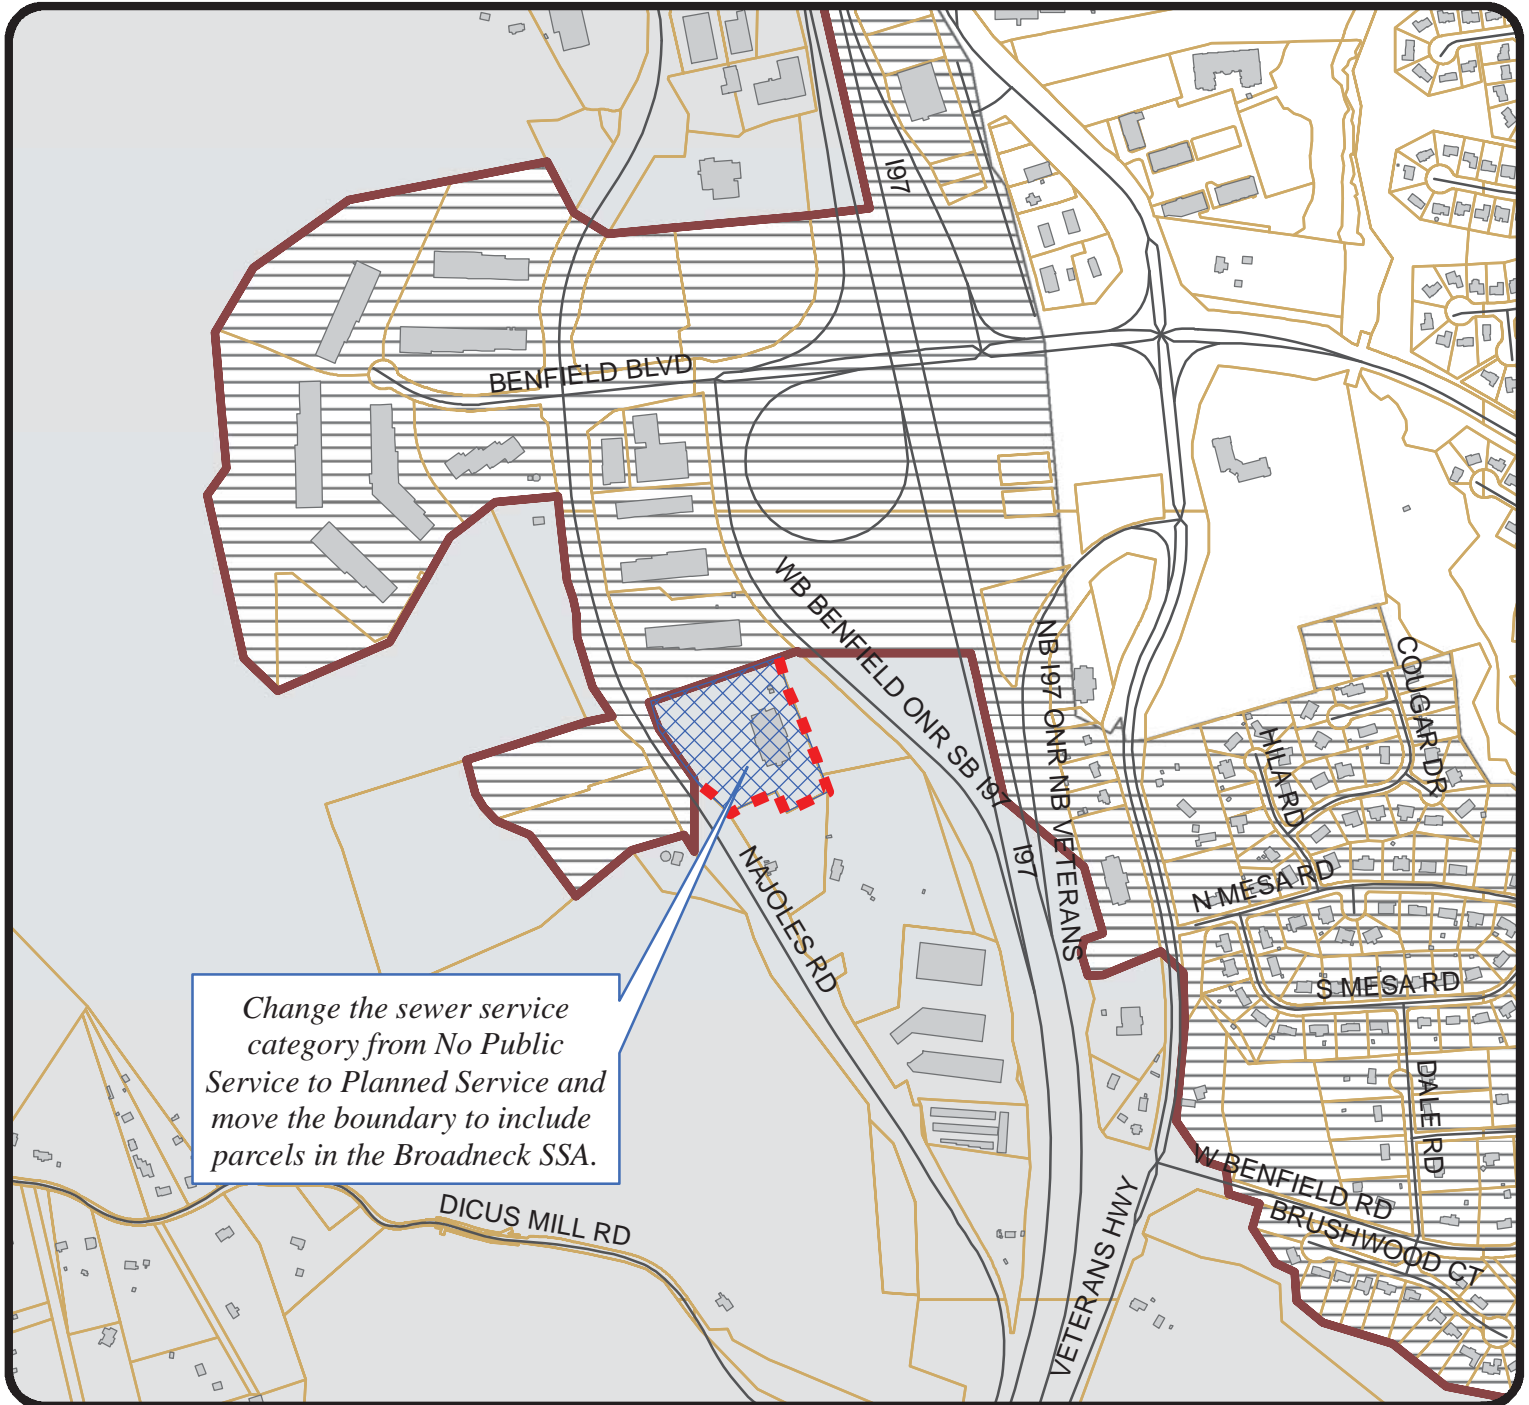 I97
BENFIELD BLVD
WB BENFIELD ONR SB I97
NB I97 ONR NB VETERANS
COUGAR DR
HILA RD
I97
N MESA RD
NAJOLES RD
S MESA RD
Change the sewer service
category from No Public
Service to Planned Service and
move the boundary to include
parcels in the Broadneck SSA.
DALE RD
W BENFIELD RD
BRUSHWOOD CT
DICUS MILL RD
VETERANS HWY